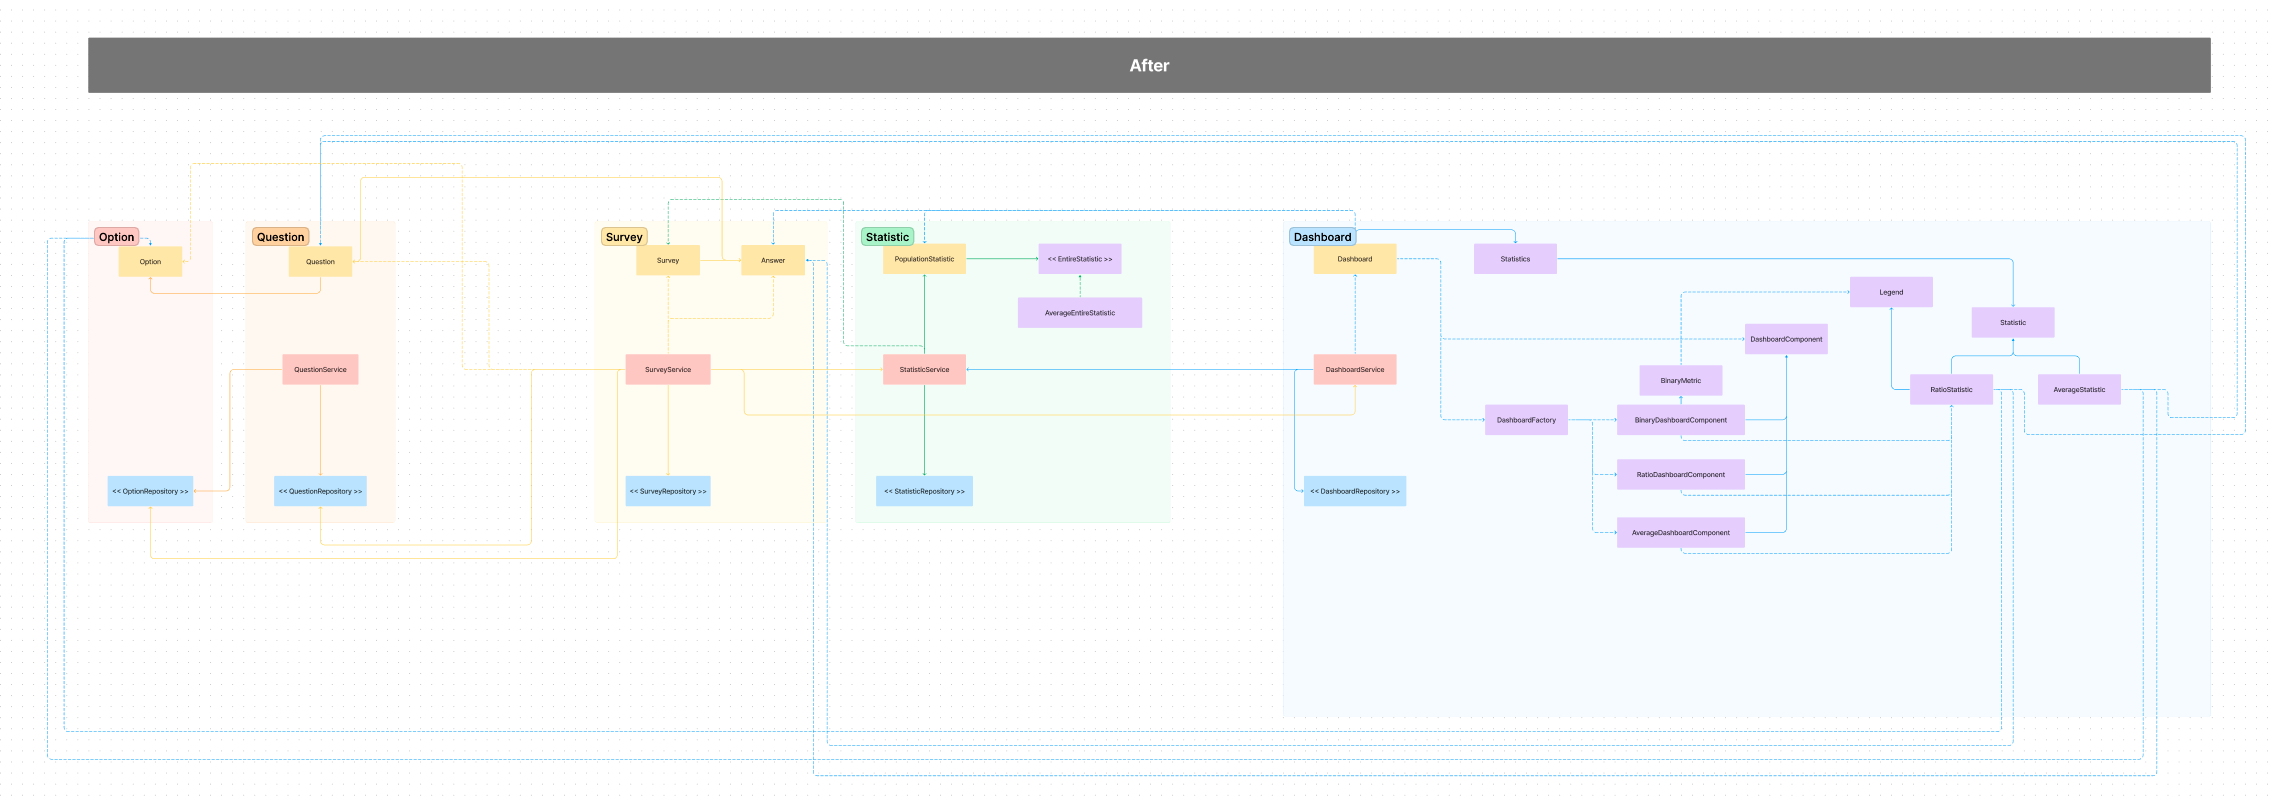 After
Option
Option
<< OptionRepository >>
Question
Question
QuestionService
<< QuestionRepository >>
Survey
Survey
Answer
SurveyService
<< SurveyRepository >>
Statistic
PopulationStatistic
<< EntireStatistic >>
AverageEntireStatistic
StatisticService
<< StatisticRepository >>
Dashboard
Dashboard
Statistics
Legend
Statistic
DashboardComponent
DashboardService
BinaryMetric
RatioStatistic
AverageStatistic
DashboardFactory
BinaryDashboardComponent
RatioDashboardComponent
<< DashboardRepository >>
AverageDashboardComponent